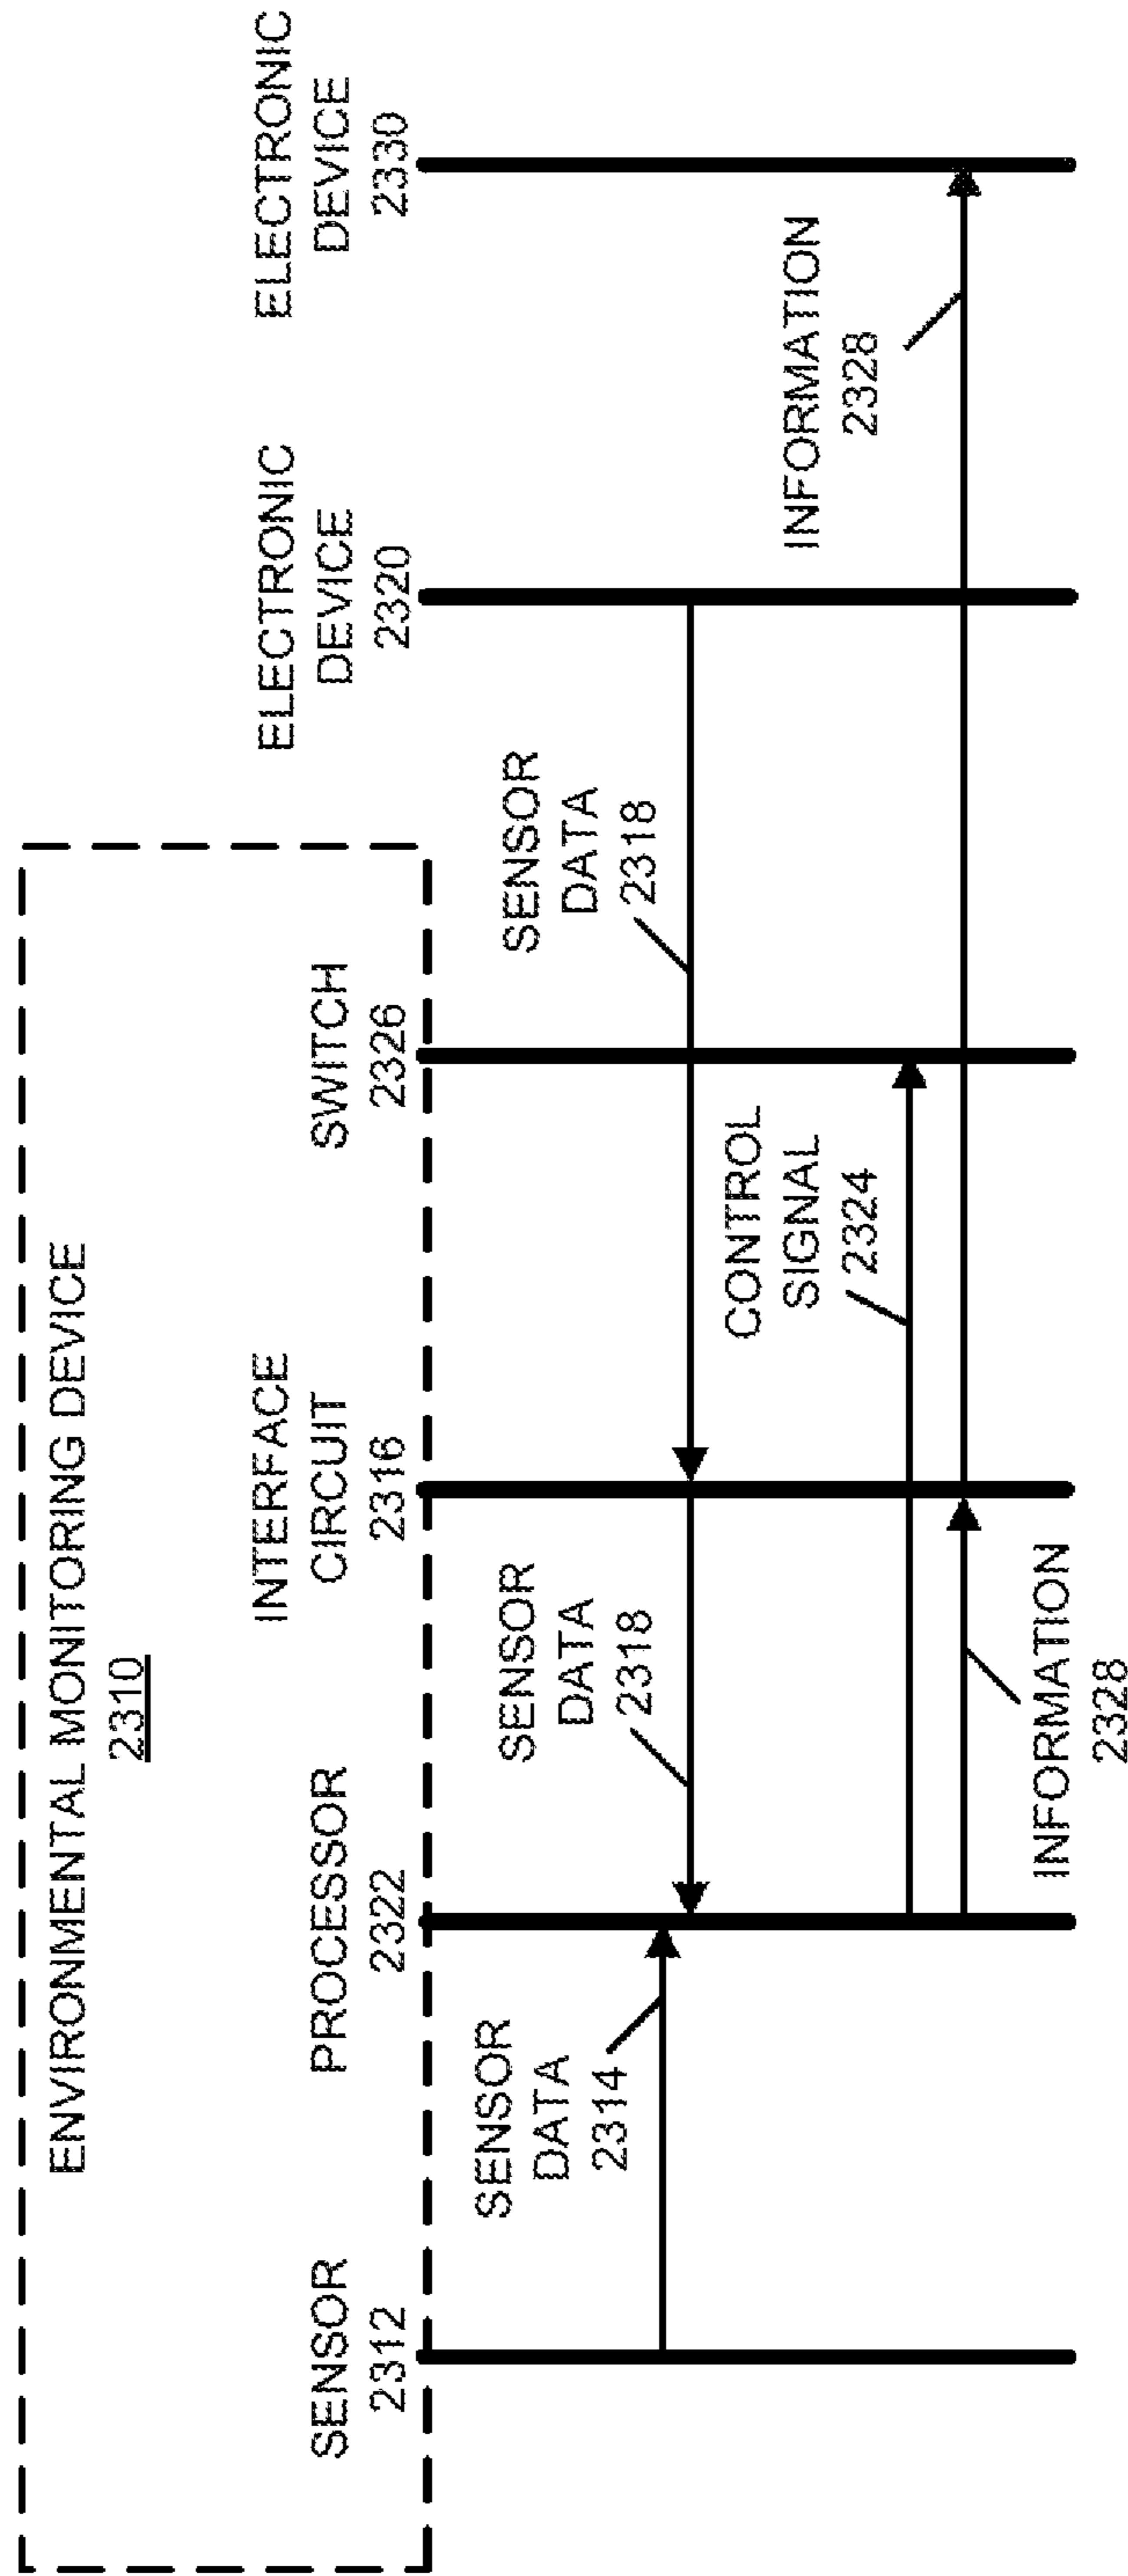 ENVIRONMENTAL MONITORING DEVICE
2310
SENSOR
2312
PROCESSOR
2322
INTERFACE
CIRCUIT
2316
SWITCH
2326
ELECTRONIC
DEVICE
2320
ELECTRONIC
DEVICE
2330
SENSOR
DATA
2314
SENSOR
DATA
2318
SENSOR
DATA
2318
CONTROL
SIGNAL
2324
INFORMATION
2328
INFORMATION
2328